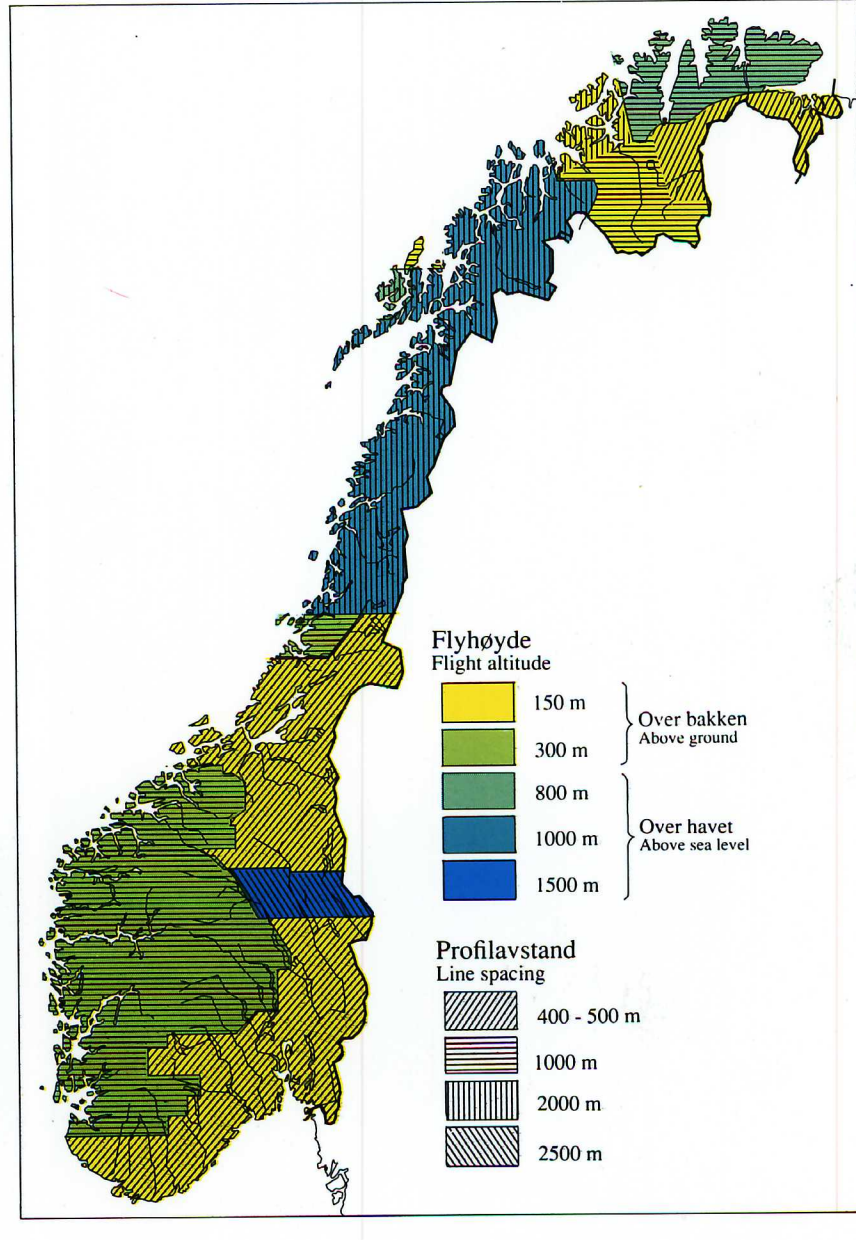 Flyhøyde
Flight altitude
150 m
300 m
Over bakken
Above ground
800 m
1000 m
1500 m
Over havet
Above sea level
Profilavstand
Line spacing
400 - 500 m
1000 m
2000 m
2500 m